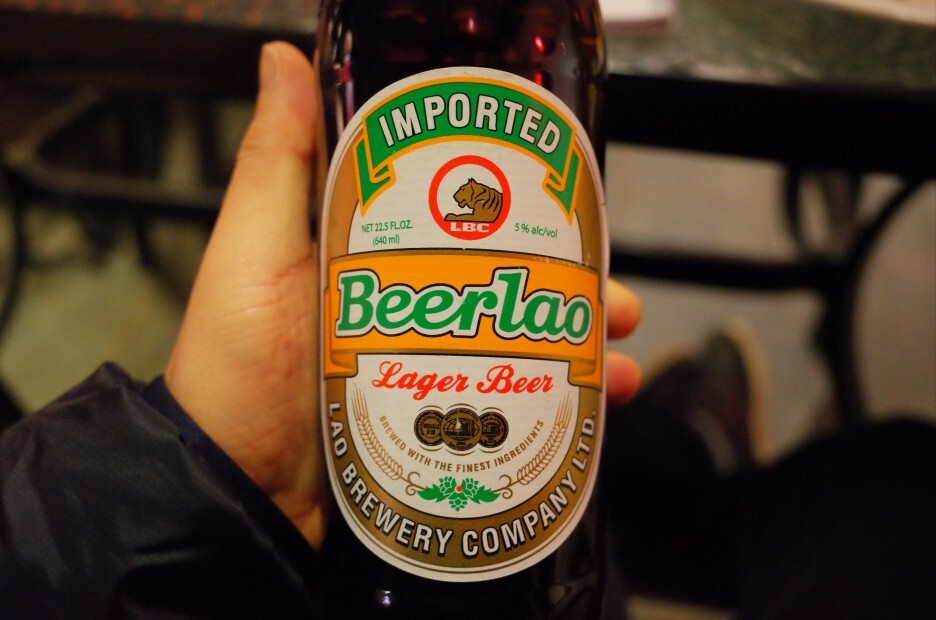 IMPORTED
LBC
NET 22.5 FL.OZ.
(640 ml)
5 % alc/vol
Beerlao
Lager Beer
BREWED WITH THE FINEST INGREDIENTS
LAO BREWERY COMPANY LTD.